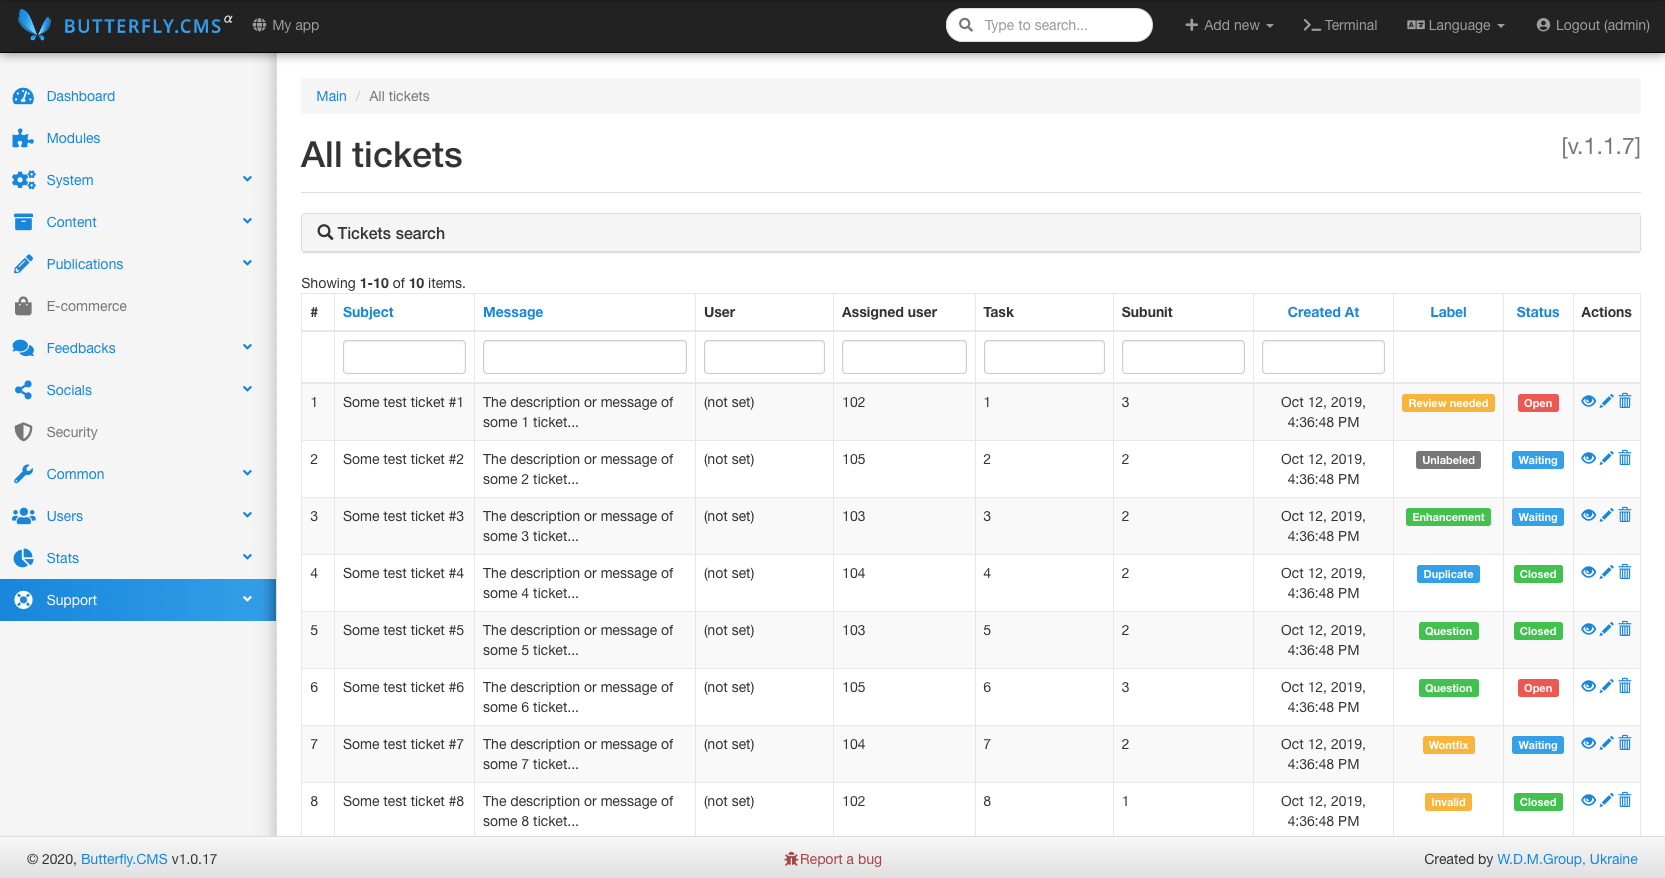 BUTTERFLY.CMS α
My app
Type to search...
Add new
Terminal
Language
Logout (admin)
Dashboard
Modules
System
Content
Publications
E-commerce
Feedbacks
Socials
Security
Common
Users
Stats
Support
Main / All tickets
All tickets
[v.1.1.7]
Tickets search
Showing 1-10 of 10 items.
# Subject Message User Assigned user Task Subunit Created At Label Status Actions
1 Some test ticket #1 The description or message of (not set) 102 1 3 Oct 12, 2019, Review needed Open
some 1 ticket... 4:36:48 PM
2 Some test ticket #2 The description or message of (not set) 105 2 2 Oct 12, 2019, Unlabeled Waiting
some 2 ticket... 4:36:48 PM
3 Some test ticket #3 The description or message of (not set) 103 3 2 Oct 12, 2019, Enhancement Waiting
some 3 ticket... 4:36:48 PM
4 Some test ticket #4 The description or message of (not set) 104 4 2 Oct 12, 2019, Duplicate Closed
some 4 ticket... 4:36:48 PM
5 Some test ticket #5 The description or message of (not set) 103 5 2 Oct 12, 2019, Question Closed
some 5 ticket... 4:36:48 PM
6 Some test ticket #6 The description or message of (not set) 105 6 3 Oct 12, 2019, Question Open
some 6 ticket... 4:36:48 PM
7 Some test ticket #7 The description or message of (not set) 104 7 2 Oct 12, 2019, Wontfix Waiting
some 7 ticket... 4:36:48 PM
8 Some test ticket #8 The description or message of (not set) 102 8 1 Oct 12, 2019, Invalid Closed
some 8 ticket... 4:36:48 PM
© 2020, Butterfly.CMS v1.0.17
Report a bug
Created by W.D.M.Group, Ukraine